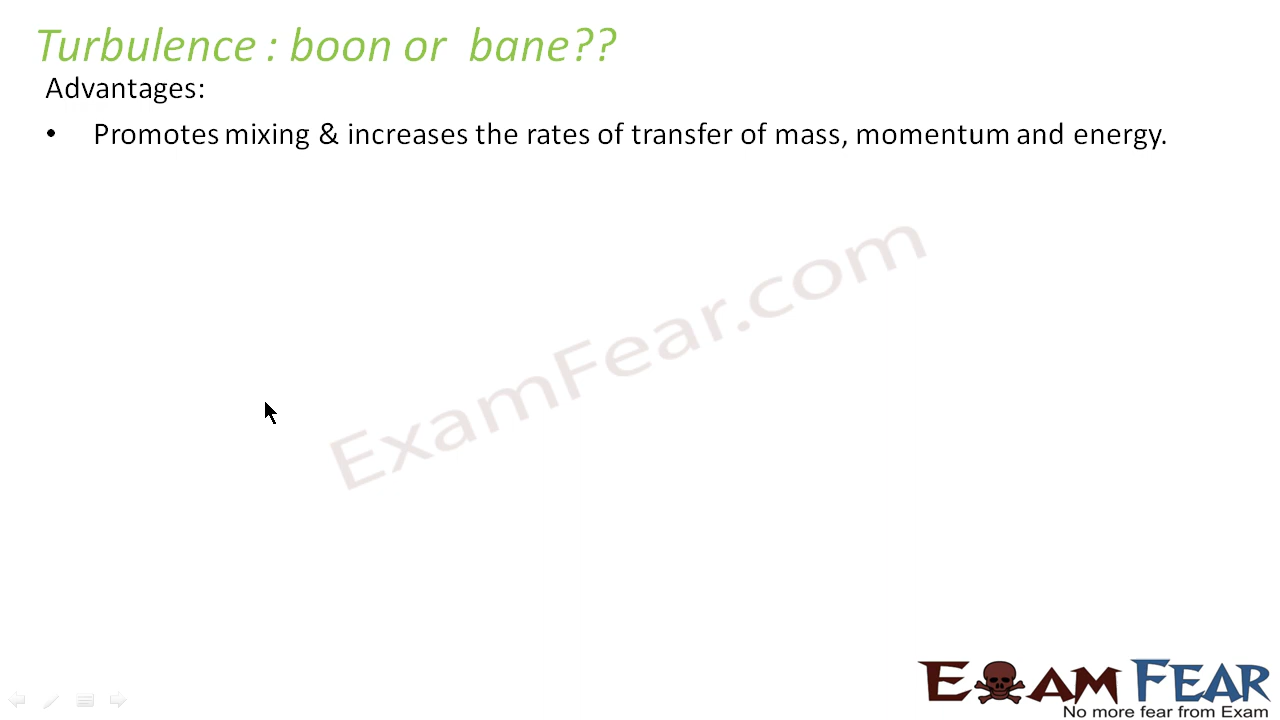 Turbulence : boon or bane??
Advantages:
• Promotes mixing & increases the rates of transfer of mass, momentum and energy.
ExamFear.com
EXAM FEAR
No more fear from Exam